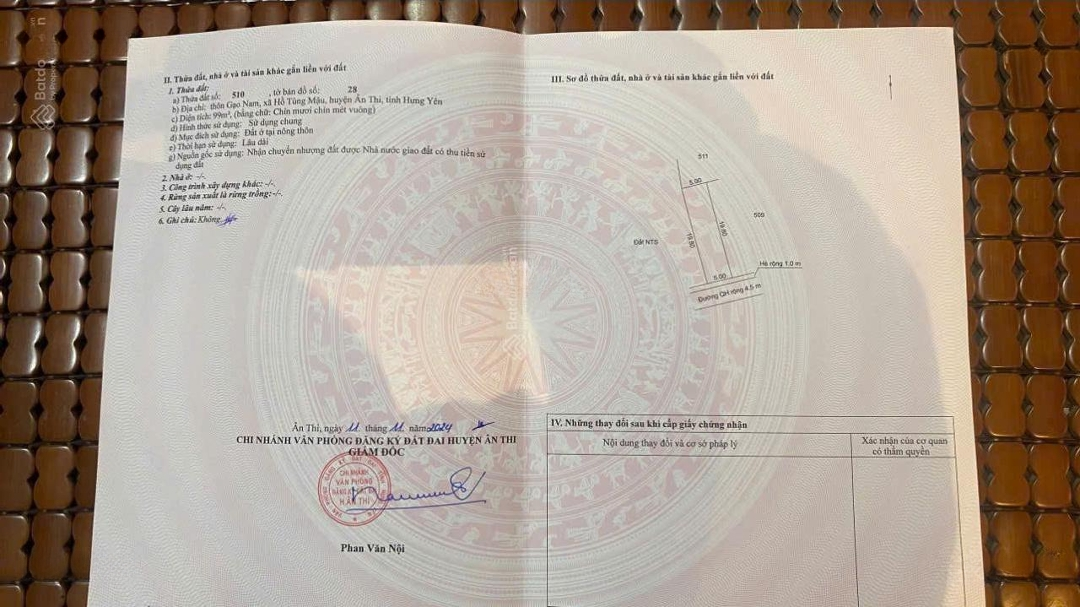 Batdo
by PropertyG
II. Thửa đất, nhà ở và tài sản khác gắn liền với đất
1. Thửa đất:
a) Thửa đất số: 510 , tờ bản đồ số: 28
b) Địa chỉ: thôn Gạo Nam, xã Hồ Tùng Mậu, huyện Ân Thi, tỉnh Hưng Yên
c) Diện tích: 99m², (bằng chữ: Chín mươi chín mét vuông)
d) Hình thức sử dụng: Sử dụng chung
đ) Mục đích sử dụng: Đất ở tại nông thôn
e) Thời hạn sử dụng: Lâu dài
g) Nguồn gốc sử dụng: Nhận chuyển nhượng đất được Nhà nước giao đất có thu tiền sử
dụng đất
2. Nhà ở: -/-
3. Công trình xây dựng khác: -/-
4. Rừng sản xuất là rừng trồng:-/-
5. Cây lâu năm: -/-
6. Ghi chú: Không
Ân Thi, ngày 11 tháng 11 năm 2024
CHI NHÁNH VĂN PHÒNG ĐĂNG KÝ ĐẤT ĐAI HUYỆN ÂN THI
GIÁM ĐỐC
CHI NHÁNH
VĂN PHÒNG
H.ÂN THI
Phan Văn Nội
III. Sơ đồ thửa đất, nhà ở và tài sản khác gắn liền với đất
511
5.00
509
19.80
19.80
Đất NTS
Hè rộng 1.0 m
5.00
Đường QH rộng 4.5 m
IV. Những thay đổi sau khi cấp giấy chứng nhận
Nội dung thay đổi và cơ sở pháp lý
Xác nhận của cơ quan
có thẩm quyền